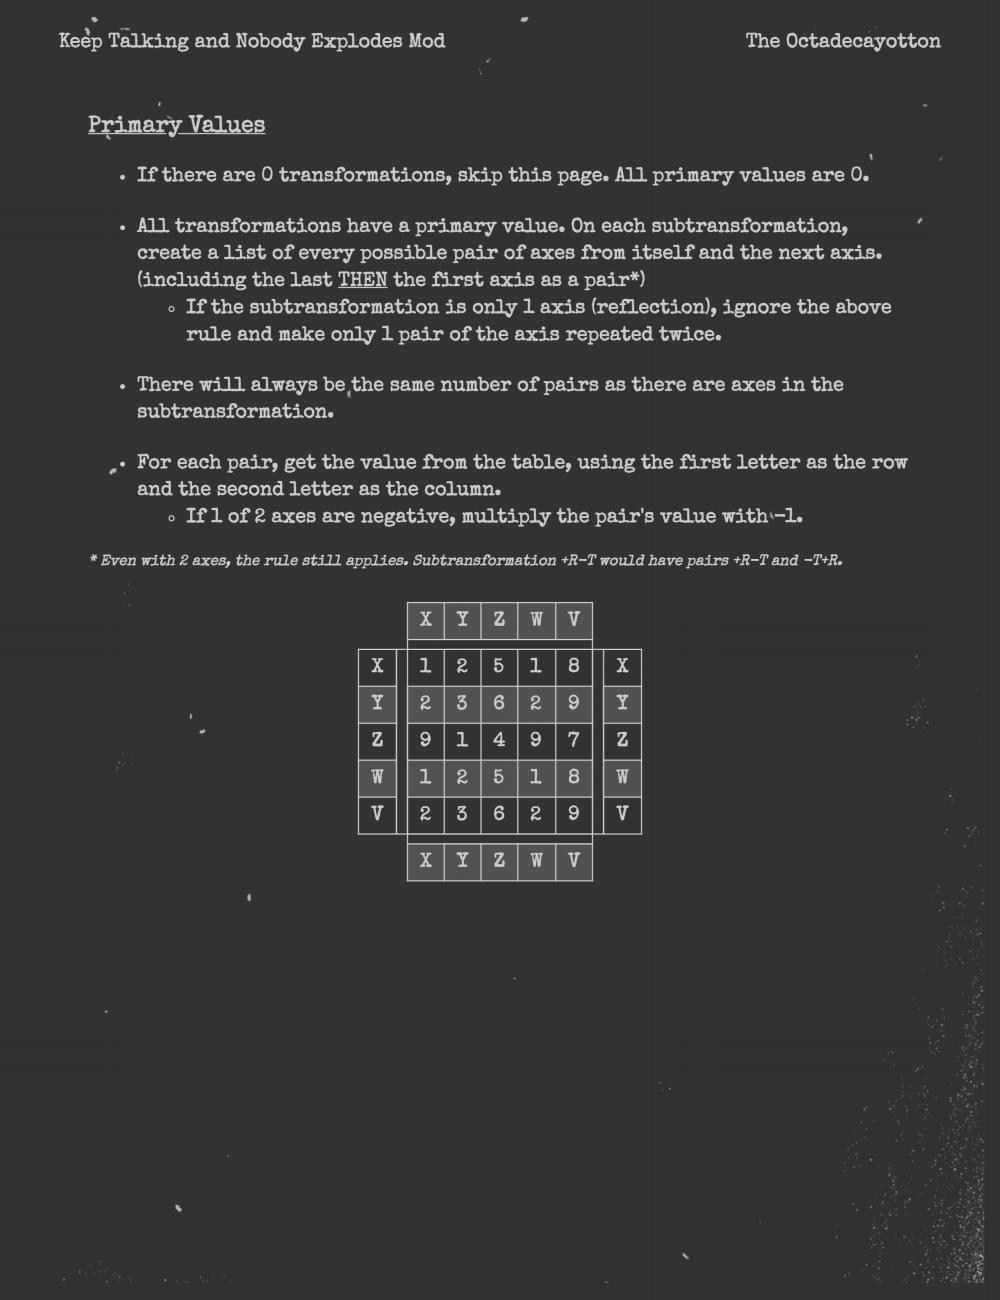 Keep Talking and Nobody Explodes Mod
The Octadecayotton
Primary Values
• If there are 0 transformations, skip this page. All primary values are 0.
• All transformations have a primary value. On each subtransformation,
create a list of every possible pair of axes from itself and the next axis.
(including the last THEN the first axis as a pair*)
◦ If the subtransformation is only 1 axis (reflection), ignore the above
rule and make only 1 pair of the axis repeated twice.
• There will always be the same number of pairs as there are axes in the
subtransformation.
• For each pair, get the value from the table, using the first letter as the row
and the second letter as the column.
◦ If 1 of 2 axes are negative, multiply the pair's value with -1.
* Even with 2 axes, the rule still applies. Subtransformation +R-T would have pairs +R-T and -T+R.
X Y Z W V
X 1 2 5 1 8 X
Y 2 3 6 2 9 Y
Z 9 1 4 9 7 Z
W 1 2 5 1 8 W
V 2 3 6 2 9 V
X Y Z W V